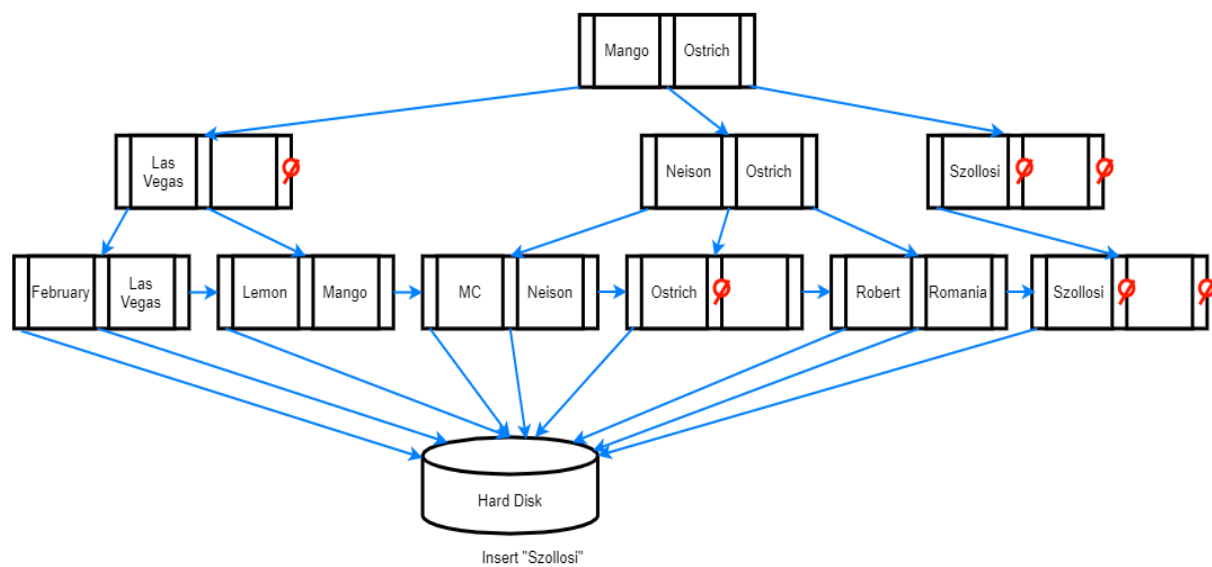 Mango Ostrich
Las
Vegas
Neison Ostrich
Szollosi
February Las
Vegas
Lemon Mango
MC Neison
Ostrich
Robert Romania
Szollosi
Hard Disk
Insert "Szollosi"